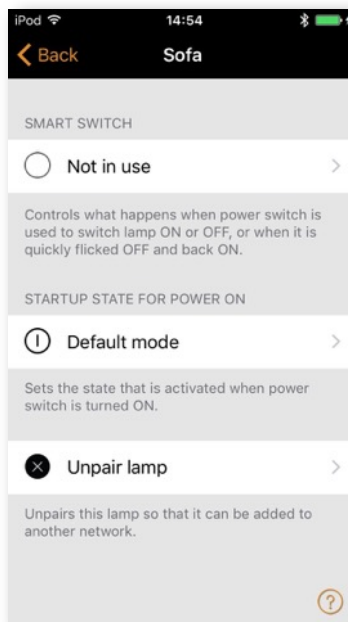 iPod 14:54
Back Sofa
SMART SWITCH
Not in use
Controls what happens when power switch is
used to switch lamp ON or OFF, or when it is
quickly flicked OFF and back ON.
STARTUP STATE FOR POWER ON
Default mode
Sets the state that is activated when power
switch is turned ON.
Unpair lamp
Unpairs this lamp so that it can be added to
another network.
?